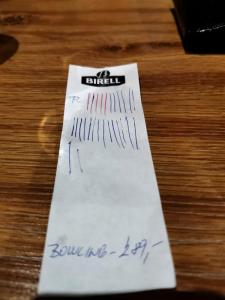 BIRELL
BOWLING - 289,-